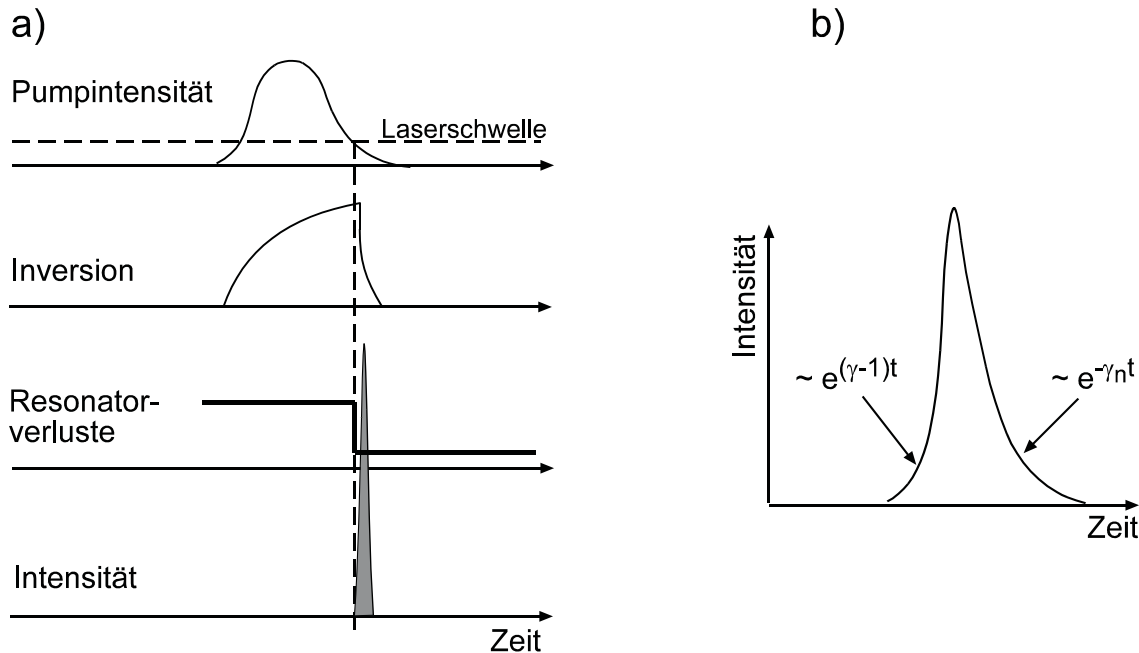 a)
Pumpintensität
Laserschwelle
Inversion
Resonator-
verluste
Intensität
Zeit
b)
Intensität
~ e^(γ-1)t
~ e^-γnt
Zeit